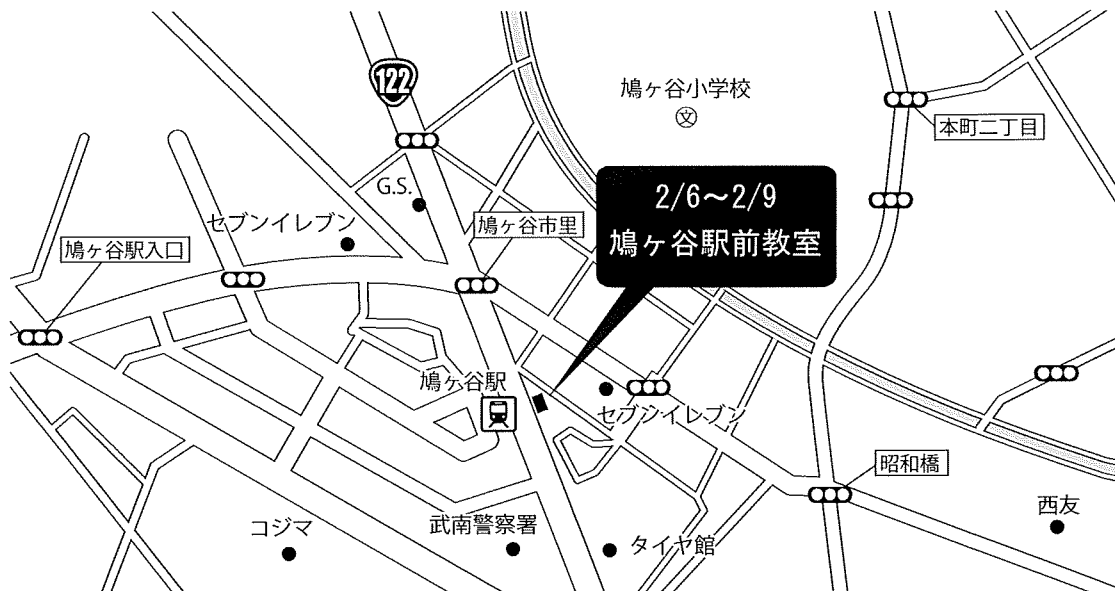 122
鳩ヶ谷小学校
文
本町二丁目
G.S.
2/6〜2/9
鳩ヶ谷駅前教室
セブンイレブン
鳩ヶ谷市里
鳩ヶ谷駅入口
鳩ヶ谷駅
セブンイレブン
昭和橋
西友
コジマ
武南警察署
タイヤ館